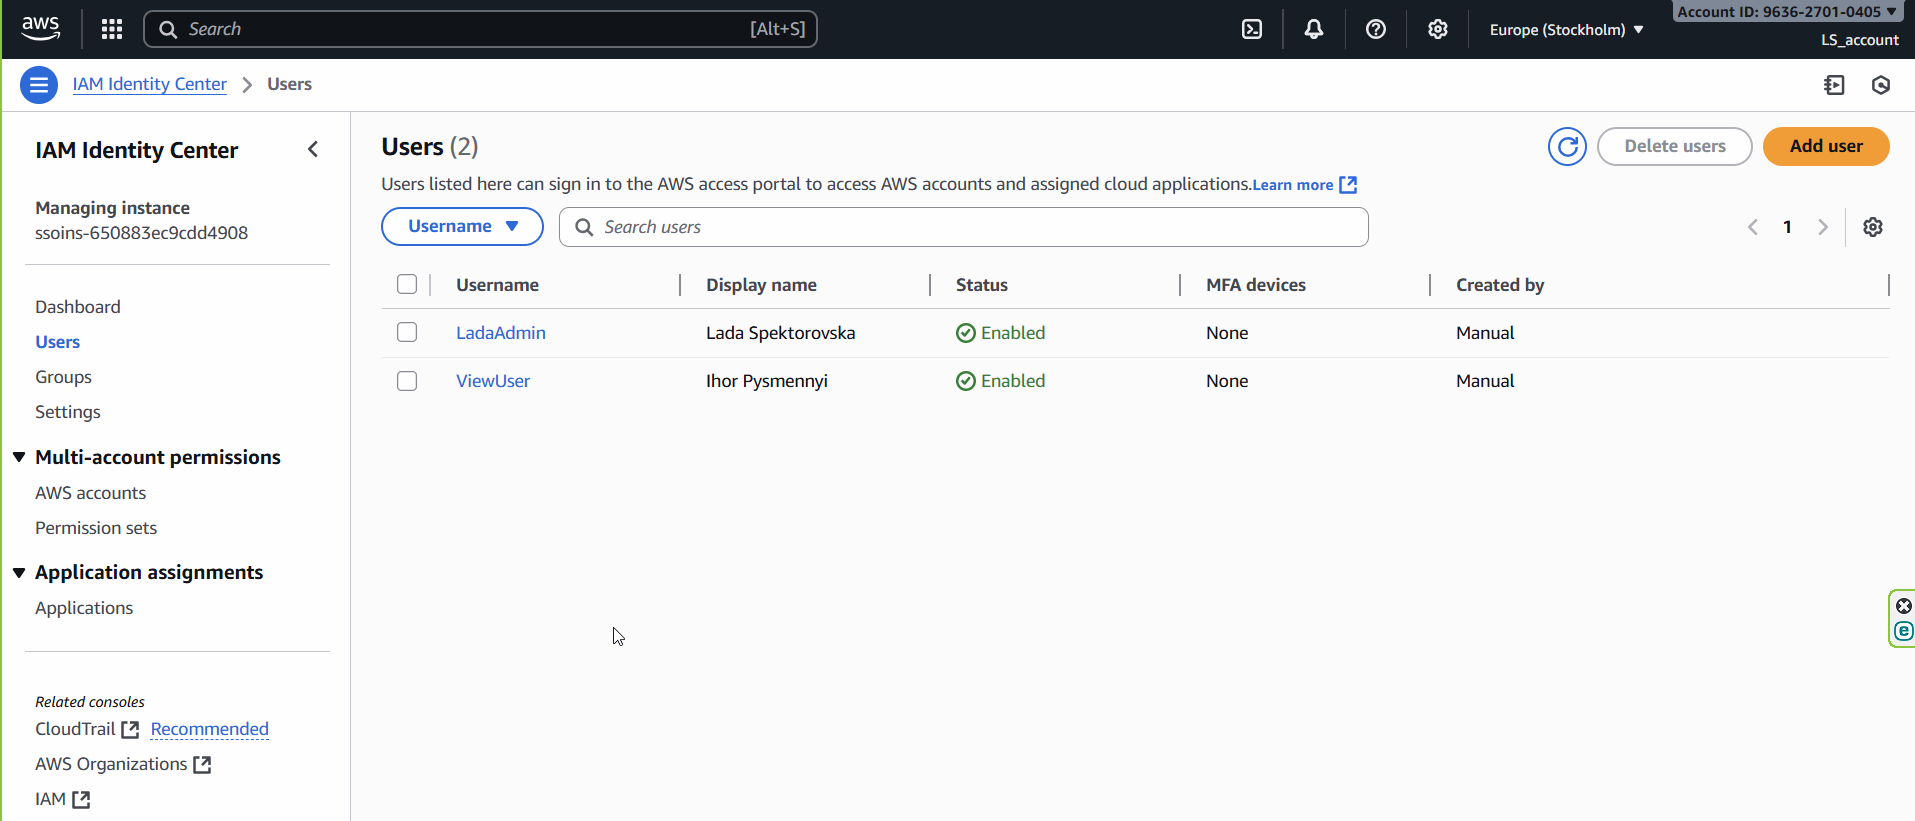 aws
Search [Alt+S]
Europe (Stockholm)
Account ID: 9636-2701-0405
LS_account
IAM Identity Center > Users
IAM Identity Center
Managing instance
ssoins-650883ec9cdd4908
Dashboard
Users
Groups
Settings
Multi-account permissions
AWS accounts
Permission sets
Application assignments
Applications
Related consoles
CloudTrail Recommended
AWS Organizations
IAM
Users (2)
Delete users
Add user
Users listed here can sign in to the AWS access portal to access AWS accounts and assigned cloud applications.Learn more
Username
Search users
1
Username Display name Status MFA devices Created by
LadaAdmin Lada Spektorovska Enabled None Manual
ViewUser Ihor Pysmennyi Enabled None Manual
e